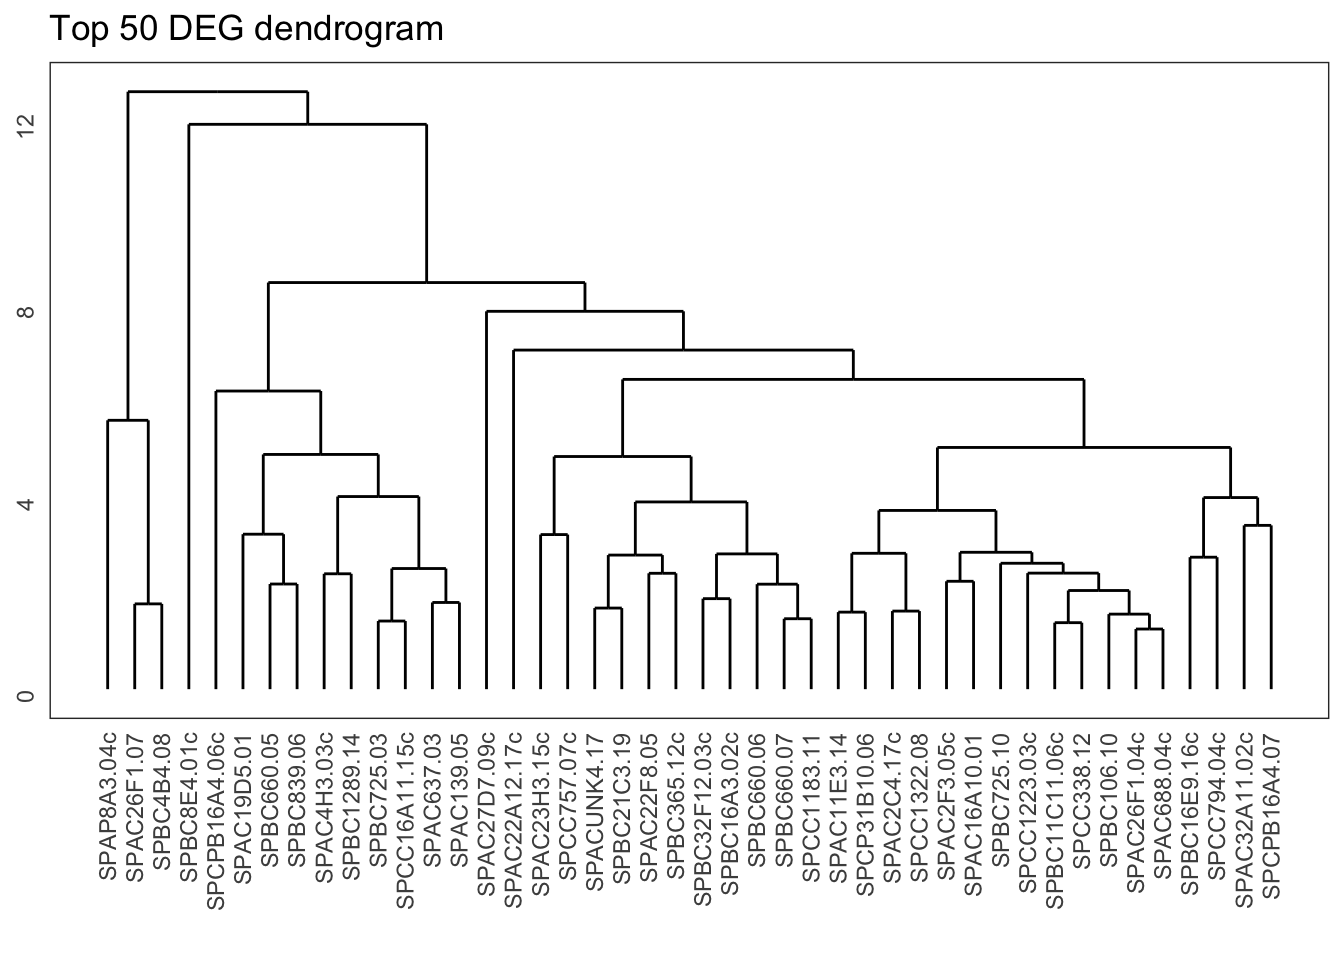 Top 50 DEG dendrogram
12
8
4
0
SPAP8A3.04c
SPAC26F1.07
SPBC4B4.08
SPBC8E4.01c
SPCPB16A4.06c
SPAC19D5.01
SPBC660.05
SPBC839.06
SPAC4H3.03c
SPBC1289.14
SPBC725.03
SPCC16A11.15c
SPAC637.03
SPAC139.05
SPAC27D7.09c
SPAC22A12.17c
SPAC23H3.15c
SPCC757.07c
SPACUNK4.17
SPBC21C3.19
SPAC22F8.05
SPBC365.12c
SPBC32F12.03c
SPBC16A3.02c
SPBC660.06
SPBC660.07
SPCC1183.11
SPAC11E3.14
SPCP31B10.06
SPAC2C4.17c
SPCC1322.08
SPAC2F3.05c
SPAC16A10.01
SPBC725.10
SPCC1223.03c
SPBC11C11.06c
SPCC338.12
SPBC106.10
SPAC26F1.04c
SPAC688.04c
SPBC16E9.16c
SPCC794.04c
SPAC32A11.02c
SPCPB16A4.07